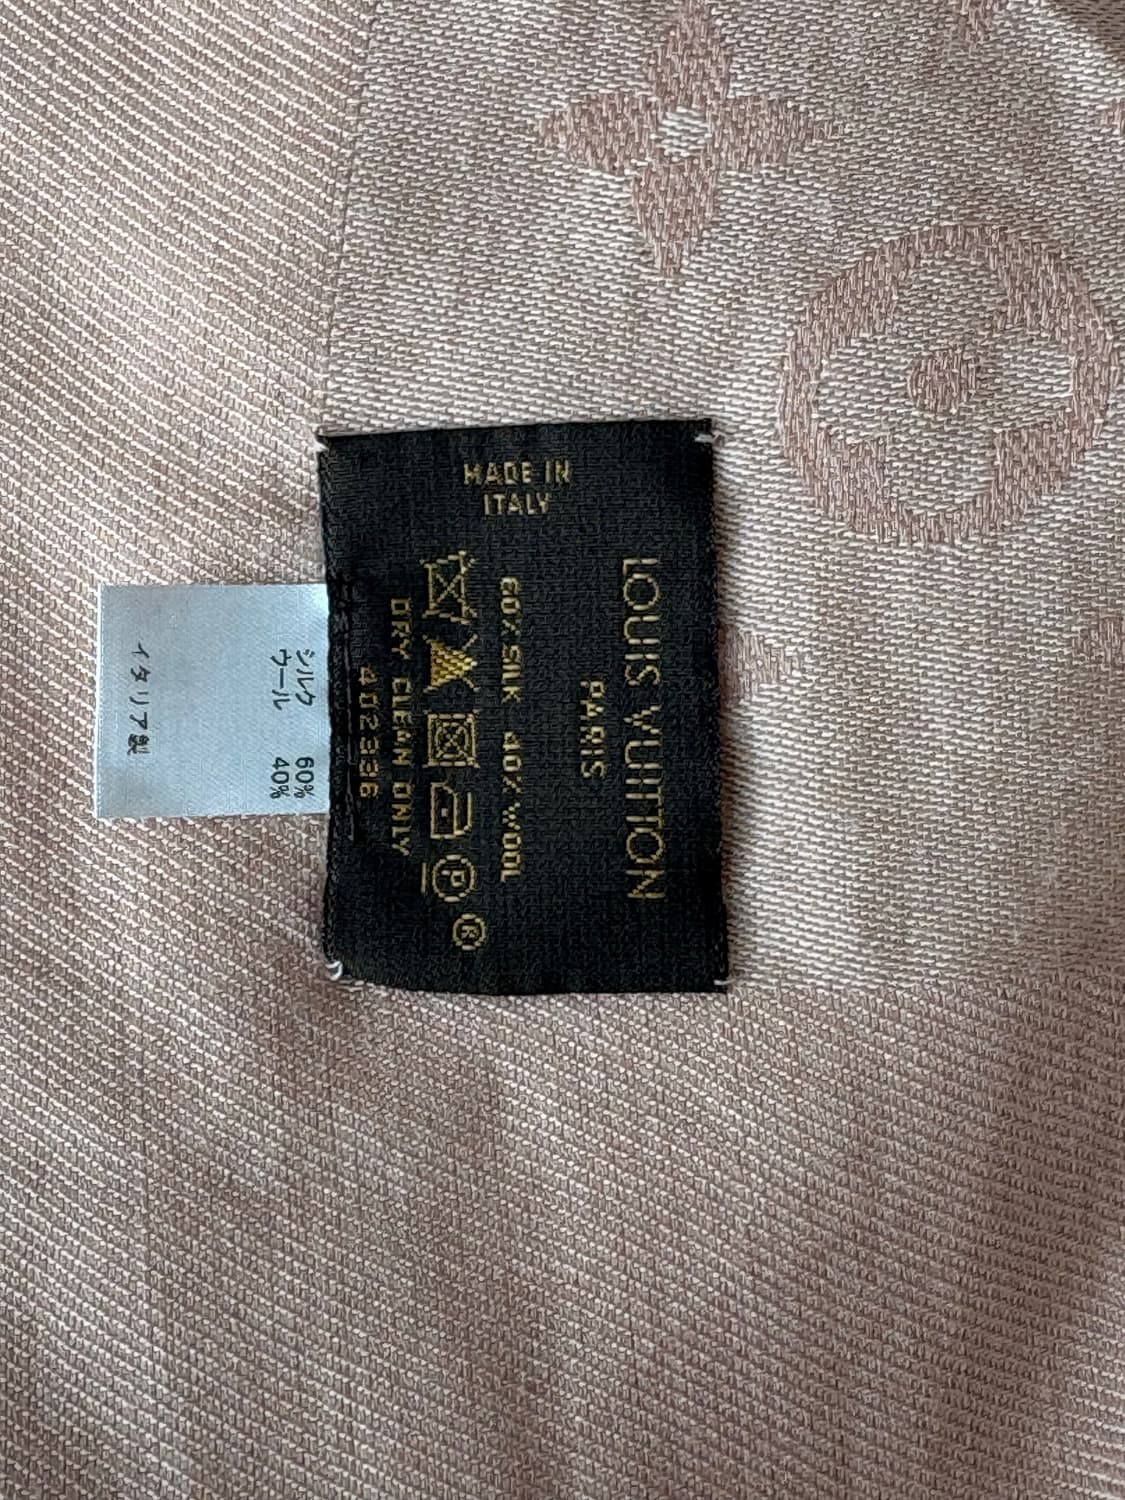 MADE IN
ITALY
LOUIS VUITTON
PARIS
60% SILK 40% WOOL
DRY CLEAN ONLY
402336
シルク 60%
ウール 40%
イタリア製